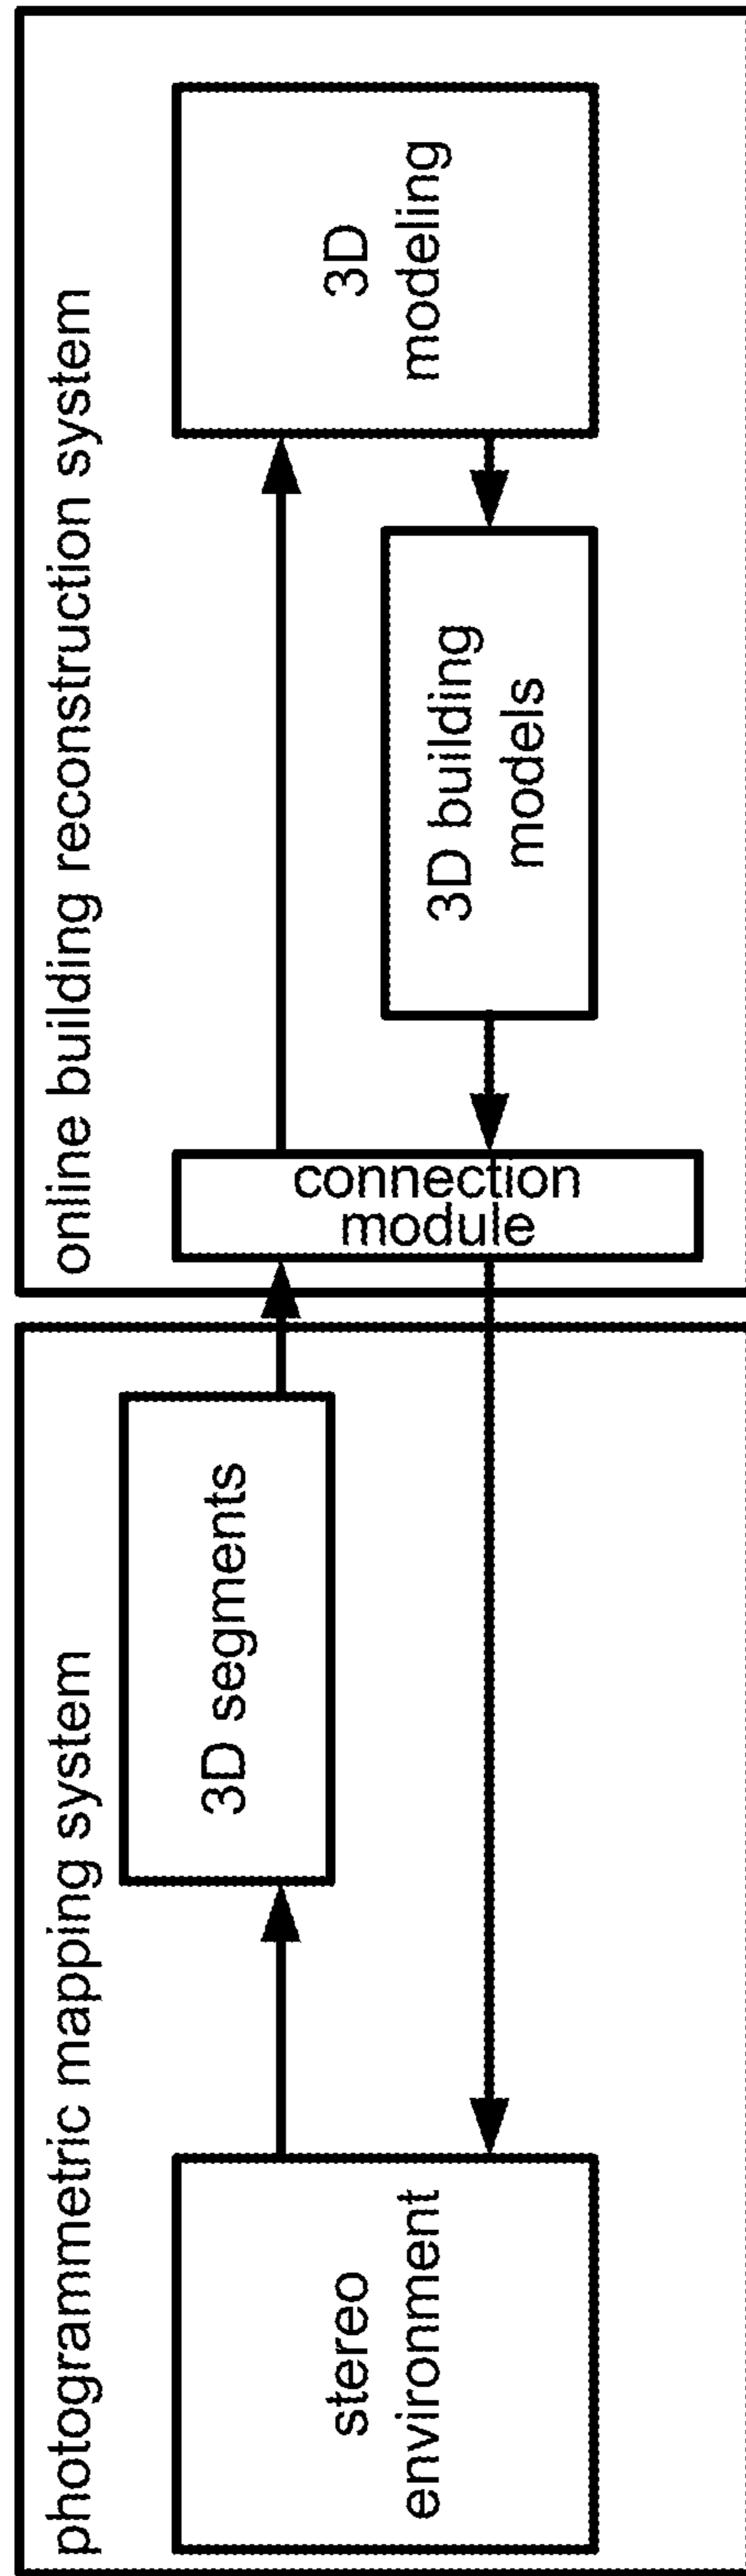 photogrammetric mapping system
stereo
environment
3D segments
online building reconstruction system
connection
module
3D building
models
3D
modeling